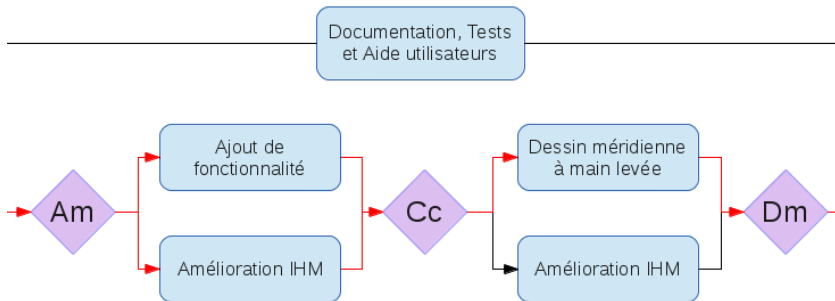 Documentation, Tests
et Aide utilisateurs
Ajout de
fonctionnalité
Dessin méridienne
à main levée
Am
Cc
Dm
Amélioration IHM
Amélioration IHM